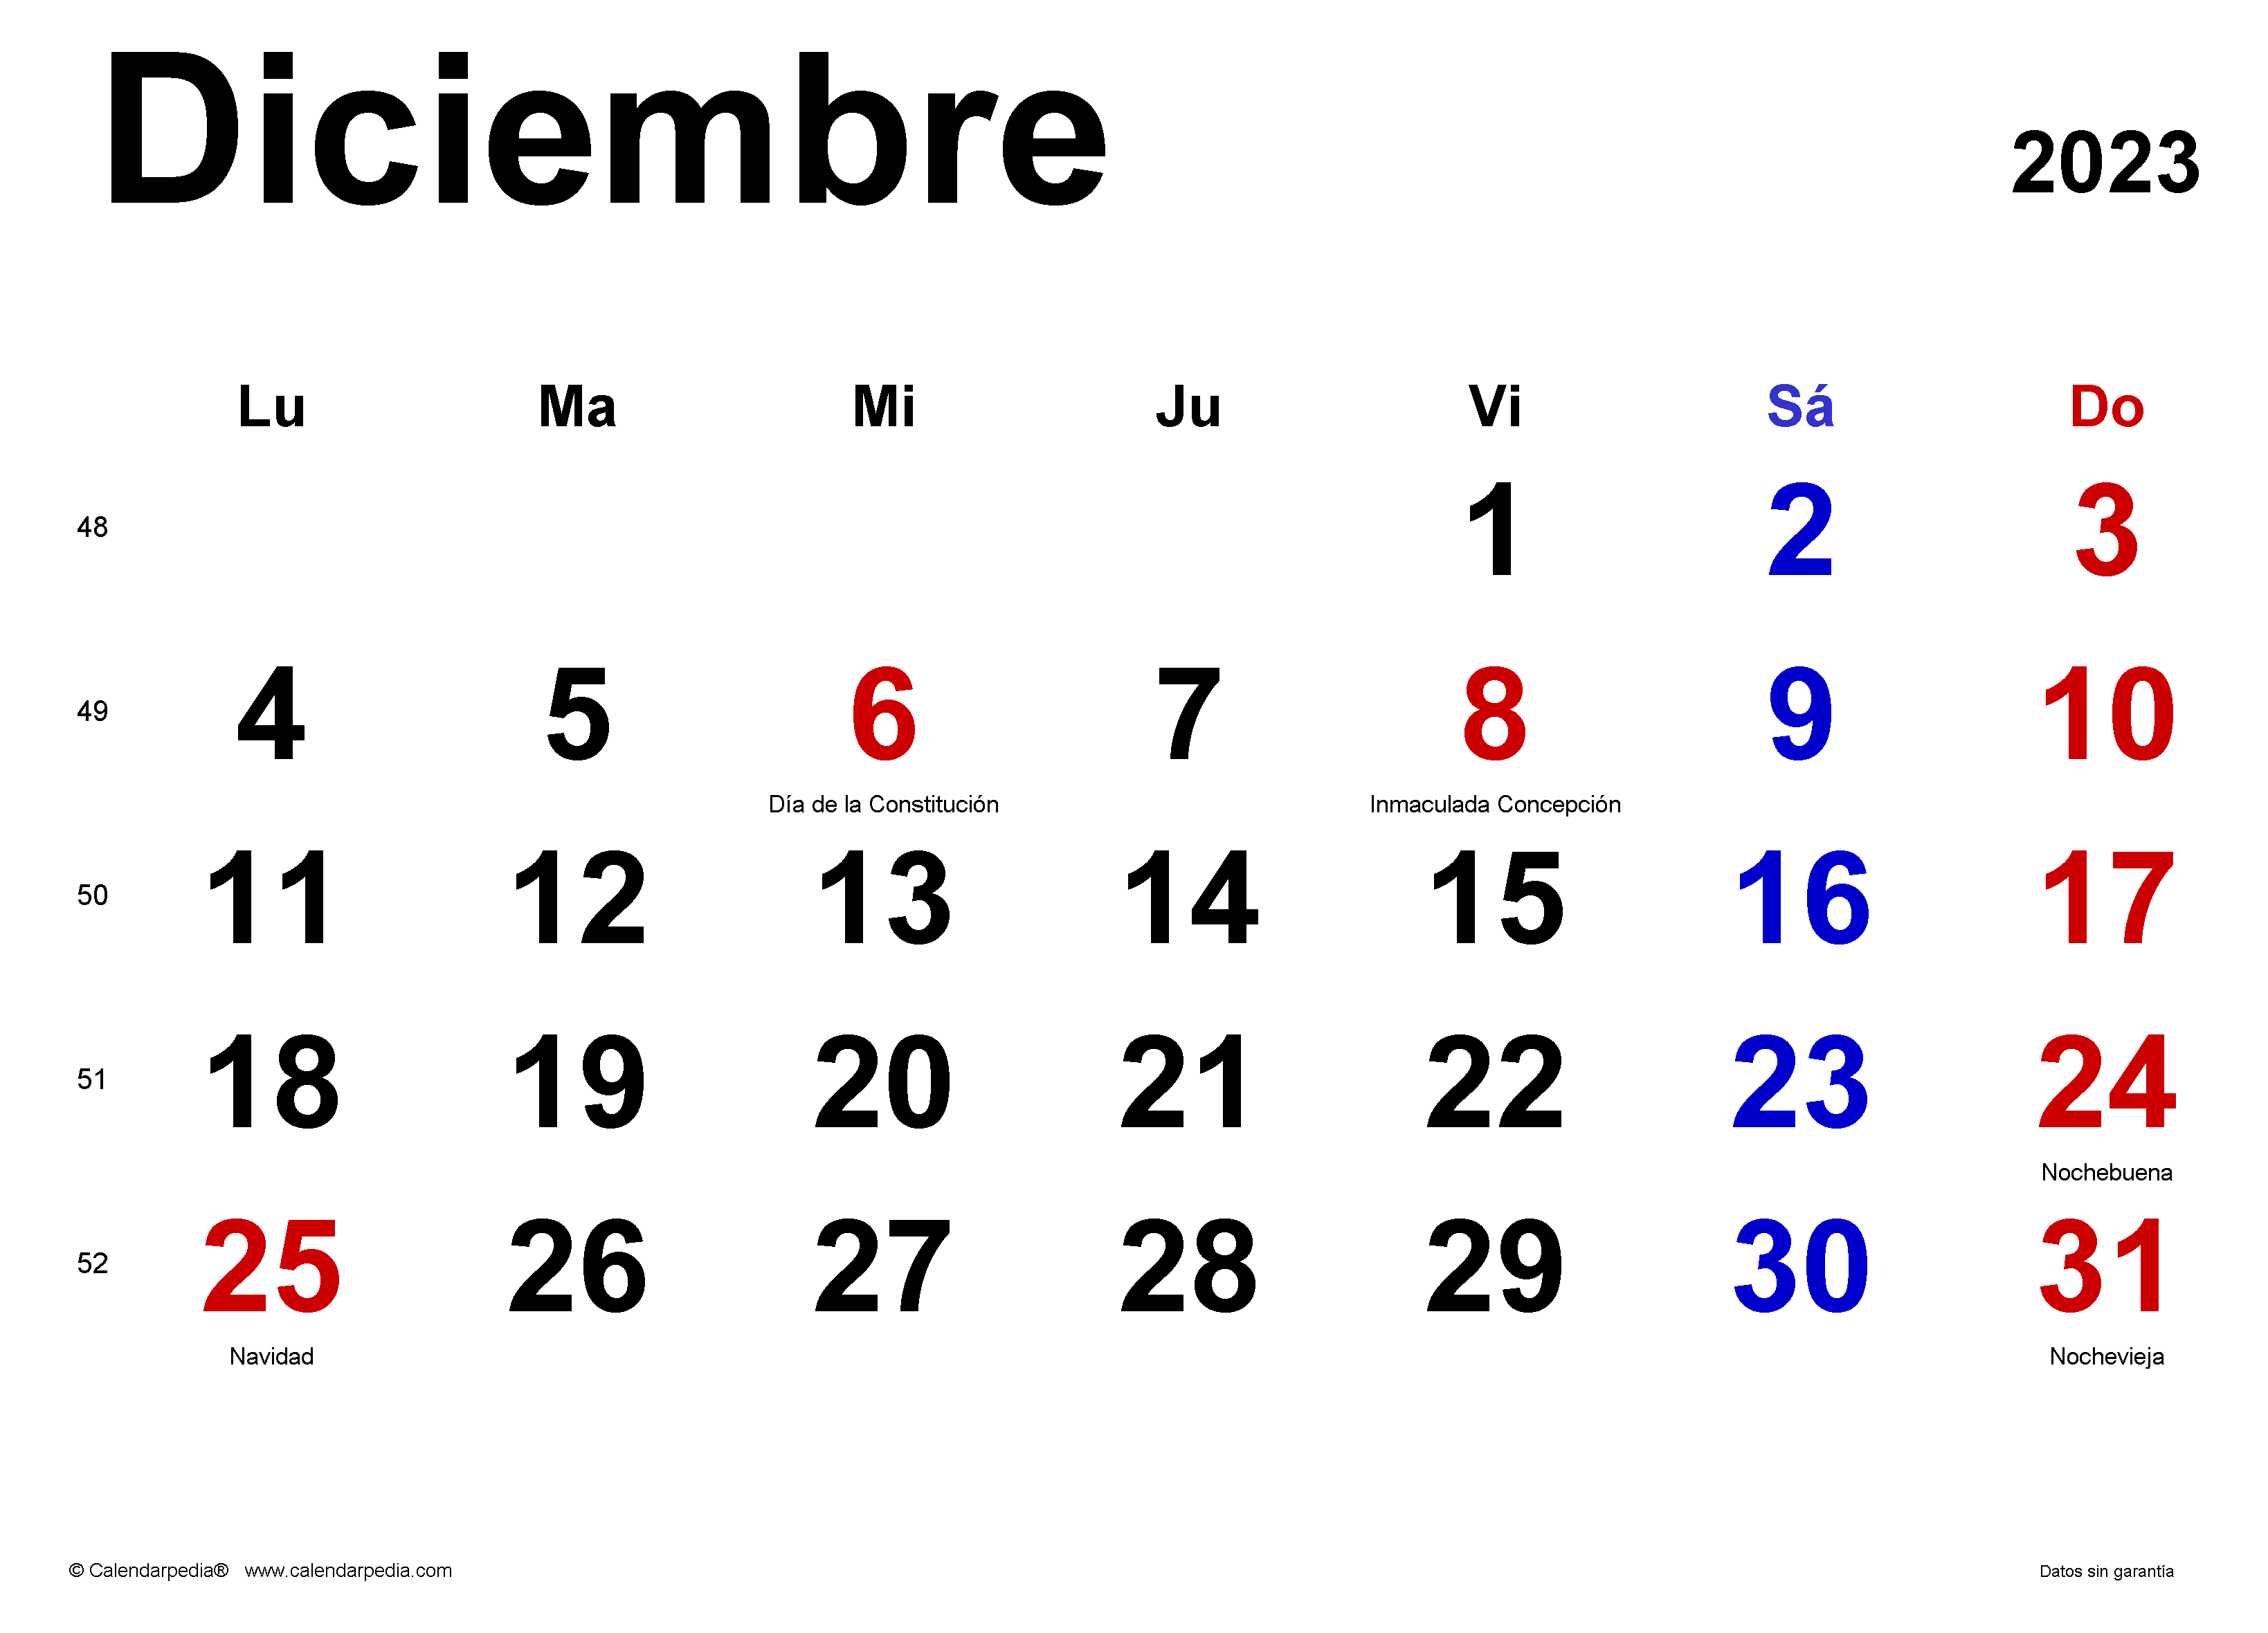 Diciembre 2023
Lu Ma Mi Ju Vi Sá Do
48 1 2 3
49 4 5 6 7 8 9 10
Día de la Constitución Inmaculada Concepción
50 11 12 13 14 15 16 17
51 18 19 20 21 22 23 24
Nochebuena
52 25 26 27 28 29 30 31
Navidad Nochevieja
© Calendarpedia® www.calendarpedia.com Datos sin garantía